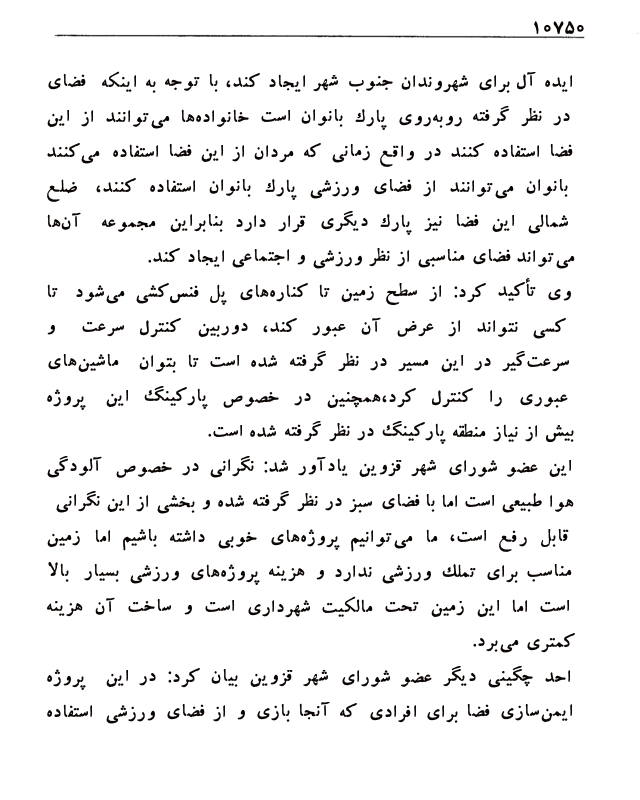 ۱۰۷۵۰
ایده آل برای شهروندان جنوب شهر ایجاد کند، با توجه به اینکه فضای
در نظر گرفته روبه‌روی پارك بانوان است خانواده‌ها می‌توانند از این
فضا استفاده کنند در واقع زمانی که مردان از این فضا استفاده می‌کنند
بانوان می‌توانند از فضای ورزشی پارك بانوان استفاده کنند، ضلع
شمالی این فضا نیز پارك دیگری قرار دارد بنابراین مجموعه آن‌ها
می‌تواند فضای مناسبی از نظر ورزشی و اجتماعی ایجاد کند.
وی تأکید کرد: از سطح زمین تا کناره‌های پل فنس‌کشی می‌شود تا
کسی نتواند از عرض آن عبور کند، دوربین کنترل سرعت و
سرعت‌گیر در این مسیر در نظر گرفته شده است تا بتوان ماشین‌های
عبوری را کنترل کرد،همچنین در خصوص پارکینگ این پروژه
بیش از نیاز منطقه پارکینگ در نظر گرفته شده است.
این عضو شورای شهر قزوین یادآور شد: نگرانی در خصوص آلودگی
هوا طبیعی است اما با فضای سبز در نظر گرفته شده و بخشی از این نگرانی
قابل رفع است، ما می‌توانیم پروژه‌های خوبی داشته باشیم اما زمین
مناسب برای تملك ورزشی ندارد و هزینه پروژه‌های ورزشی بسیار بالا
است اما این زمین تحت مالکیت شهرداری است و ساخت آن هزینه
کمتری می‌برد.
احد چگینی دیگر عضو شورای شهر قزوین بیان کرد: در این پروژه
ایمن‌سازی فضا برای افرادی که آنجا بازی و از فضای ورزشی استفاده